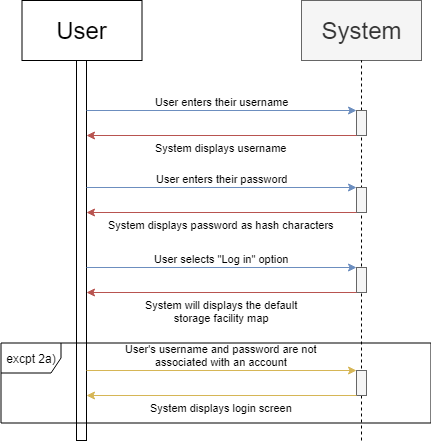 User
System
User enters their username
System displays username
User enters their password
System displays password as hash characters
User selects "Log in" option
System will displays the default
storage facility map
excpt 2a)
User's username and password are not
associated with an account
System displays login screen